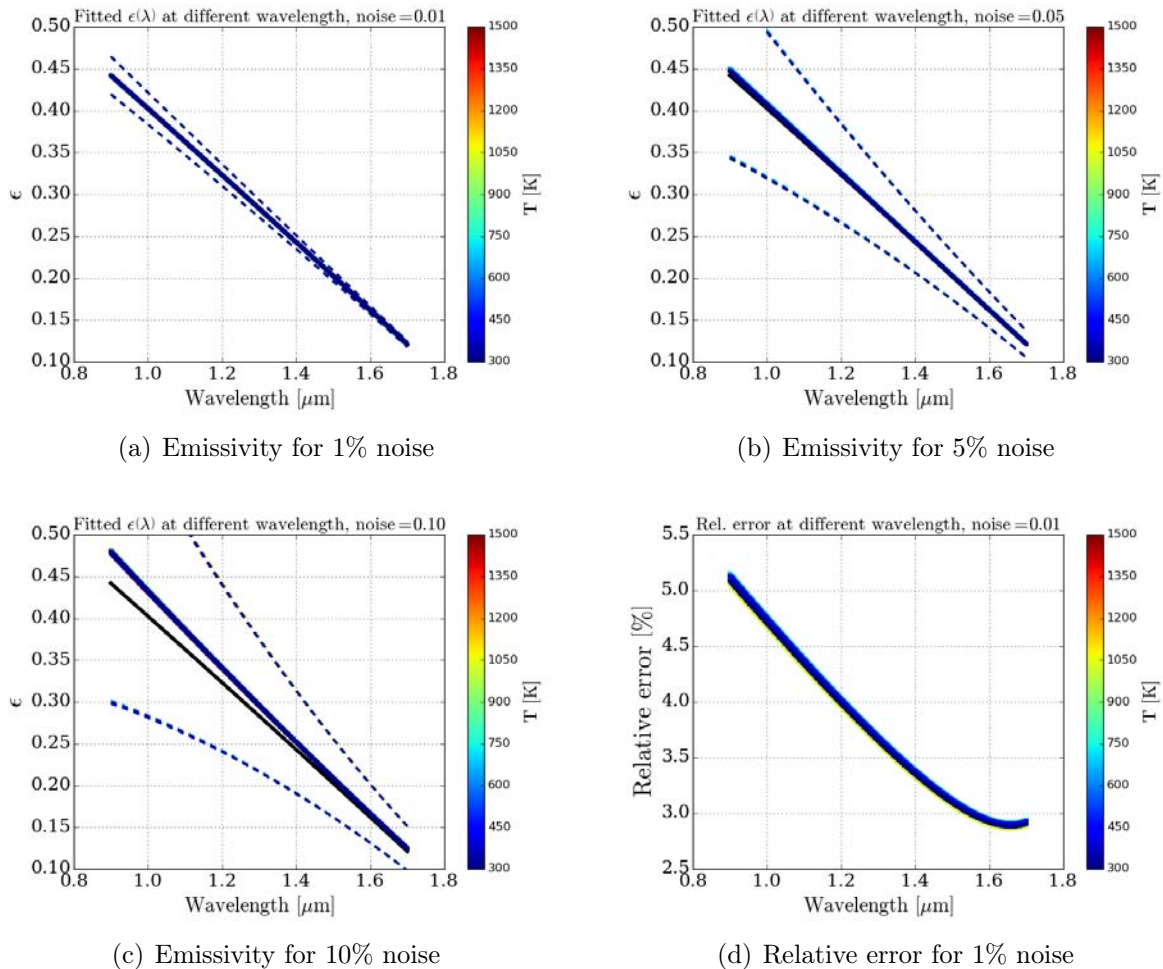 Fitted ϵ(λ) at different wavelength, noise=0.01
0.45
0.40
0.35
0.30
0.25
0.20
0.15
0.10
ϵ
0.8 1.0 1.2 1.4 1.6 1.8
Wavelength [μm]
1500
1350
1200
1050
900
750
600
450
300
T [K]
(a) Emissivity for 1% noise
Fitted ϵ(λ) at different wavelength, noise=0.05
0.45
0.40
0.35
0.30
0.25
0.20
0.15
0.10
ϵ
0.8 1.0 1.2 1.4 1.6 1.8
Wavelength [μm]
1500
1350
1200
1050
900
750
600
450
300
T [K]
(b) Emissivity for 5% noise
Fitted ϵ(λ) at different wavelength, noise=0.10
0.50
0.45
0.40
0.35
0.30
0.25
0.20
0.15
0.10
ϵ
0.8 1.0 1.2 1.4 1.6 1.8
Wavelength [μm]
1500
1350
1200
1050
900
750
600
450
300
T [K]
(c) Emissivity for 10% noise
Rel. error at different wavelength, noise=0.01
5.5
5.0
4.5
4.0
3.5
3.0
2.5
Relative error [%]
0.8 1.0 1.2 1.4 1.6 1.8
Wavelength [μm]
1500
1350
1200
1050
900
750
600
450
300
T [K]
(d) Relative error for 1% noise